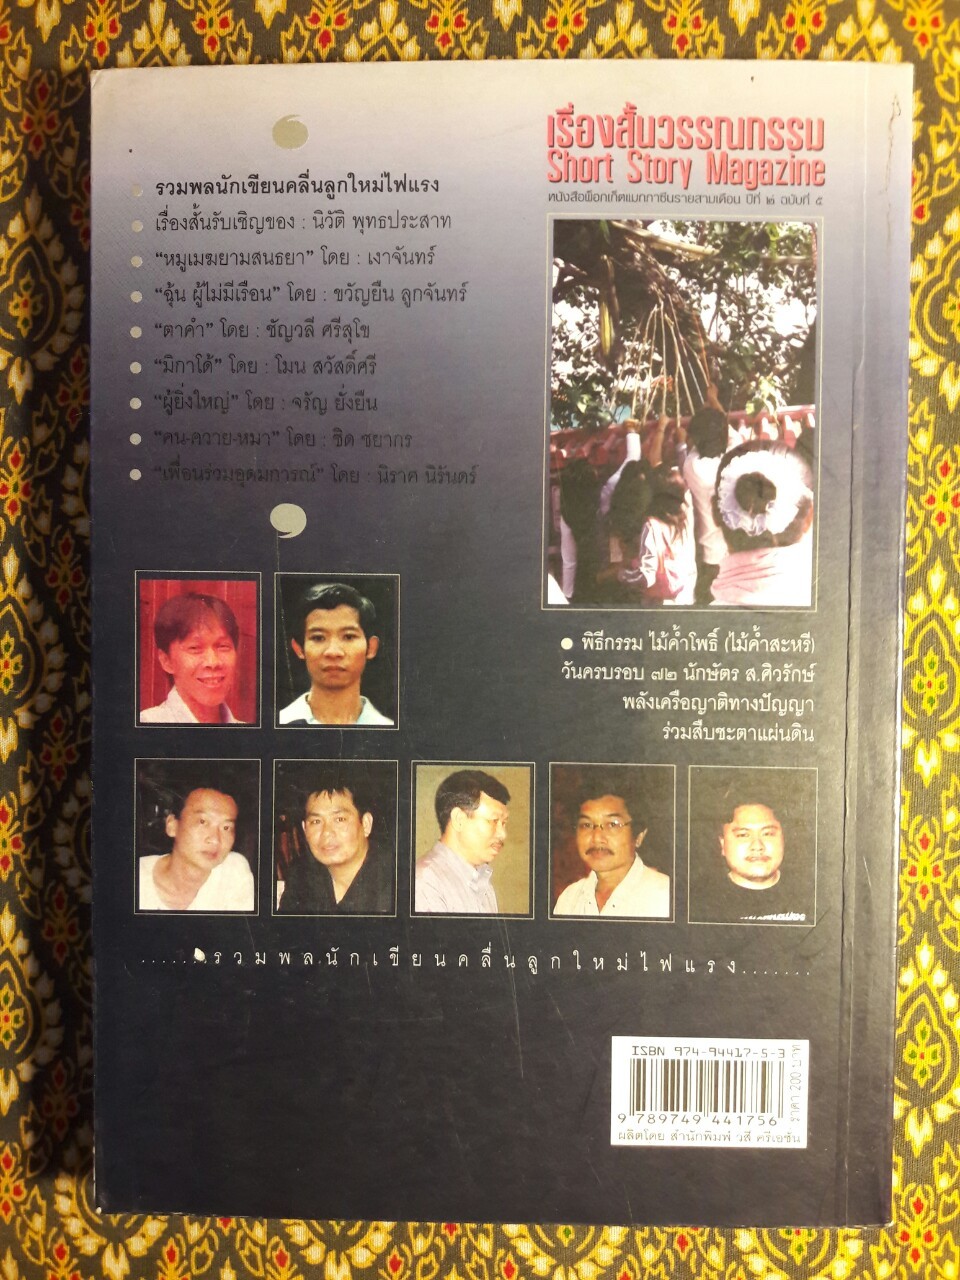 เรื่องสั้นวรรณกรรม
Short Story Magazine
หนังสือพ็อกเก็ตแมกกาซีนรายสามเดือน ปีที่ ๒ ฉบับที่ ๕
รวมพลนักเขียนคลื่นลูกใหม่ไฟแรง
เรื่องสั้นรับเชิญของ : นิวัติ พุทธประสาท
“หมูเมฆยามสนธยา” โดย : เงาจันทร์
“ฉุ้น ผู้ไม่มีเรือน” โดย : ขวัญยืน ลูกจันทร์
“ตาคำ” โดย : ชัญวลี ศรีสุโข
“มิกาโด้” โดย : โมน สวัสดิ์ศรี
“ผู้ยิ่งใหญ่” โดย : จรัญ ยั่งยืน
“คน-ควาย-หมา” โดย : ชิด ชยากร
“เพื่อนร่วมอุดมการณ์” โดย : นิราศ นิรันดร์
พิธีกรรม ไม้ค้ำโพธิ์ (ไม้ค้ำสะหรี)
วันครบรอบ ๗๒ นักษัตร ส.ศิวรักษ์
พลังเครือญาติทางปัญญา
ร่วมสืบชะตาแผ่นดิน
.......รวมพลนักเขียนคลื่นลูกใหม่ไฟแรง.......
ISBN 974-94417-5-3
9 789749 441756
ราคา 200 บาท
ผลิตโดย สำนักพิมพ์ วสี ครีเอชั่น